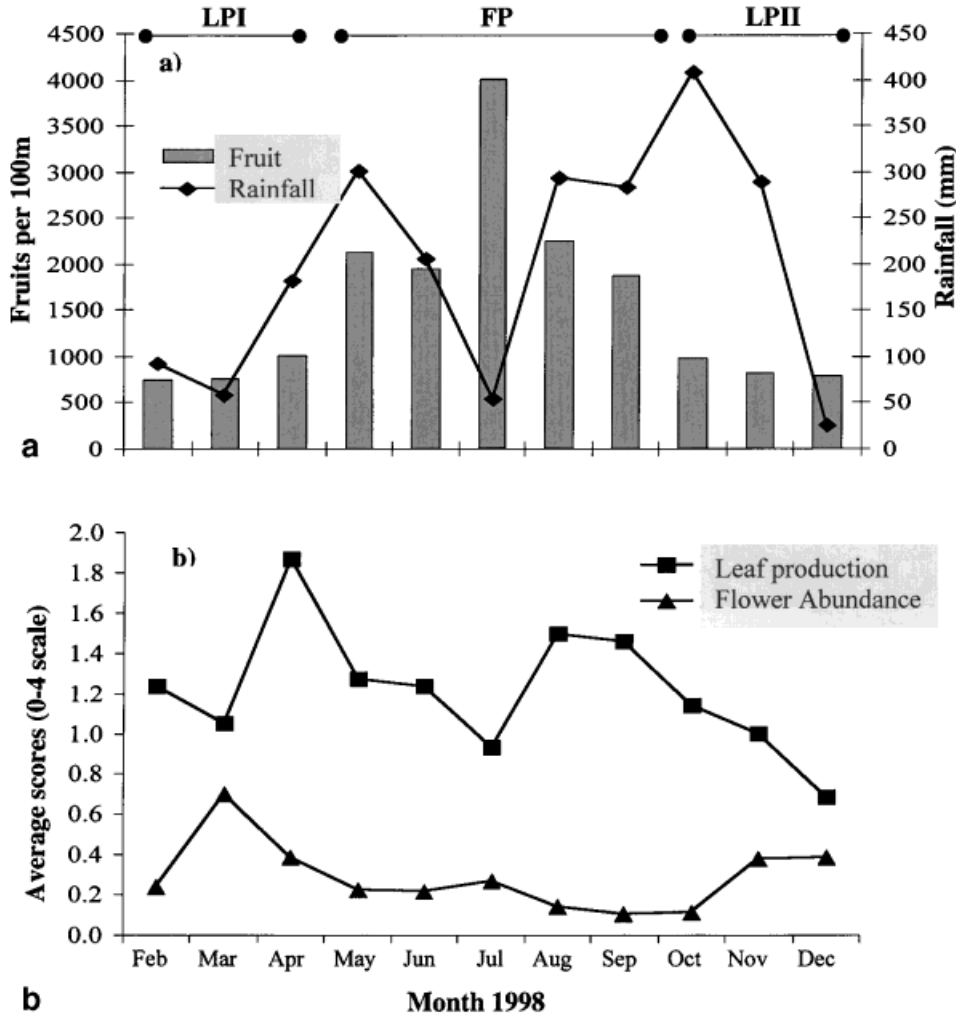 LPI FP LPII
a)
4500
4000
3500
3000
2500
2000
1500
1000
500
0
Fruits per 100m
Fruit
Rainfall
450
400
350
300
250
200
150
100
50
0
Rainfall (mm)
a
b)
2.0
1.8
1.6
1.4
1.2
1.0
0.8
0.6
0.4
0.2
0.0
Average scores (0-4 scale)
Leaf production
Flower Abundance
Feb Mar Apr May Jun Jul Aug Sep Oct Nov Dec
b
Month 1998